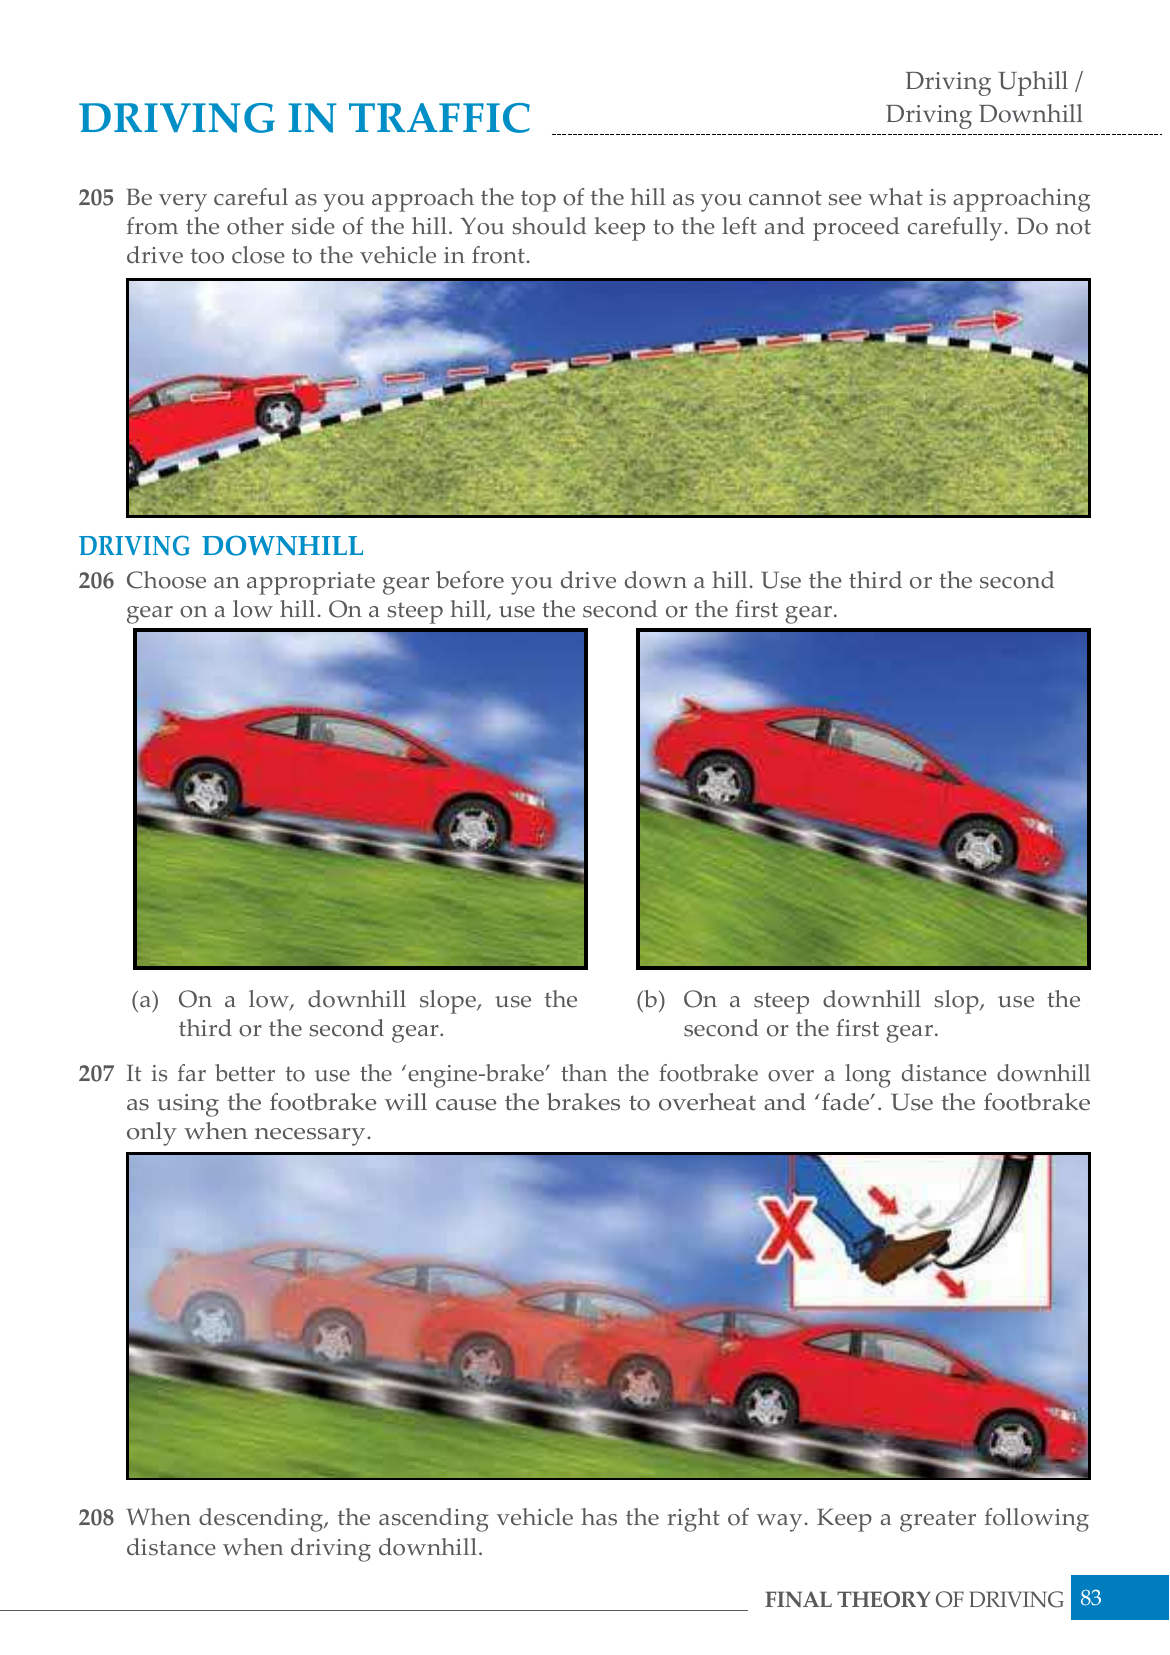 Driving Uphill /
DRIVING IN TRAFFIC
Driving Downhill
205 Be very careful as you approach the top of the hill as you cannot see what is approaching
from the other side of the hill. You should keep to the left and proceed carefully. Do not
drive too close to the vehicle in front.
DRIVING DOWNHILL
206 Choose an appropriate gear before you drive down a hill. Use the third or the second
gear on a low hill. On a steep hill, use the second or the first gear.
(a) On a low, downhill slope, use the
third or the second gear.
(b) On a steep downhill slop, use the
second or the first gear.
207 It is far better to use the ‘engine-brake’ than the footbrake over a long distance downhill
as using the footbrake will cause the brakes to overheat and ‘fade’. Use the footbrake
only when necessary.
X
208 When descending, the ascending vehicle has the right of way. Keep a greater following
distance when driving downhill.
FINAL THEORY OF DRIVING 83